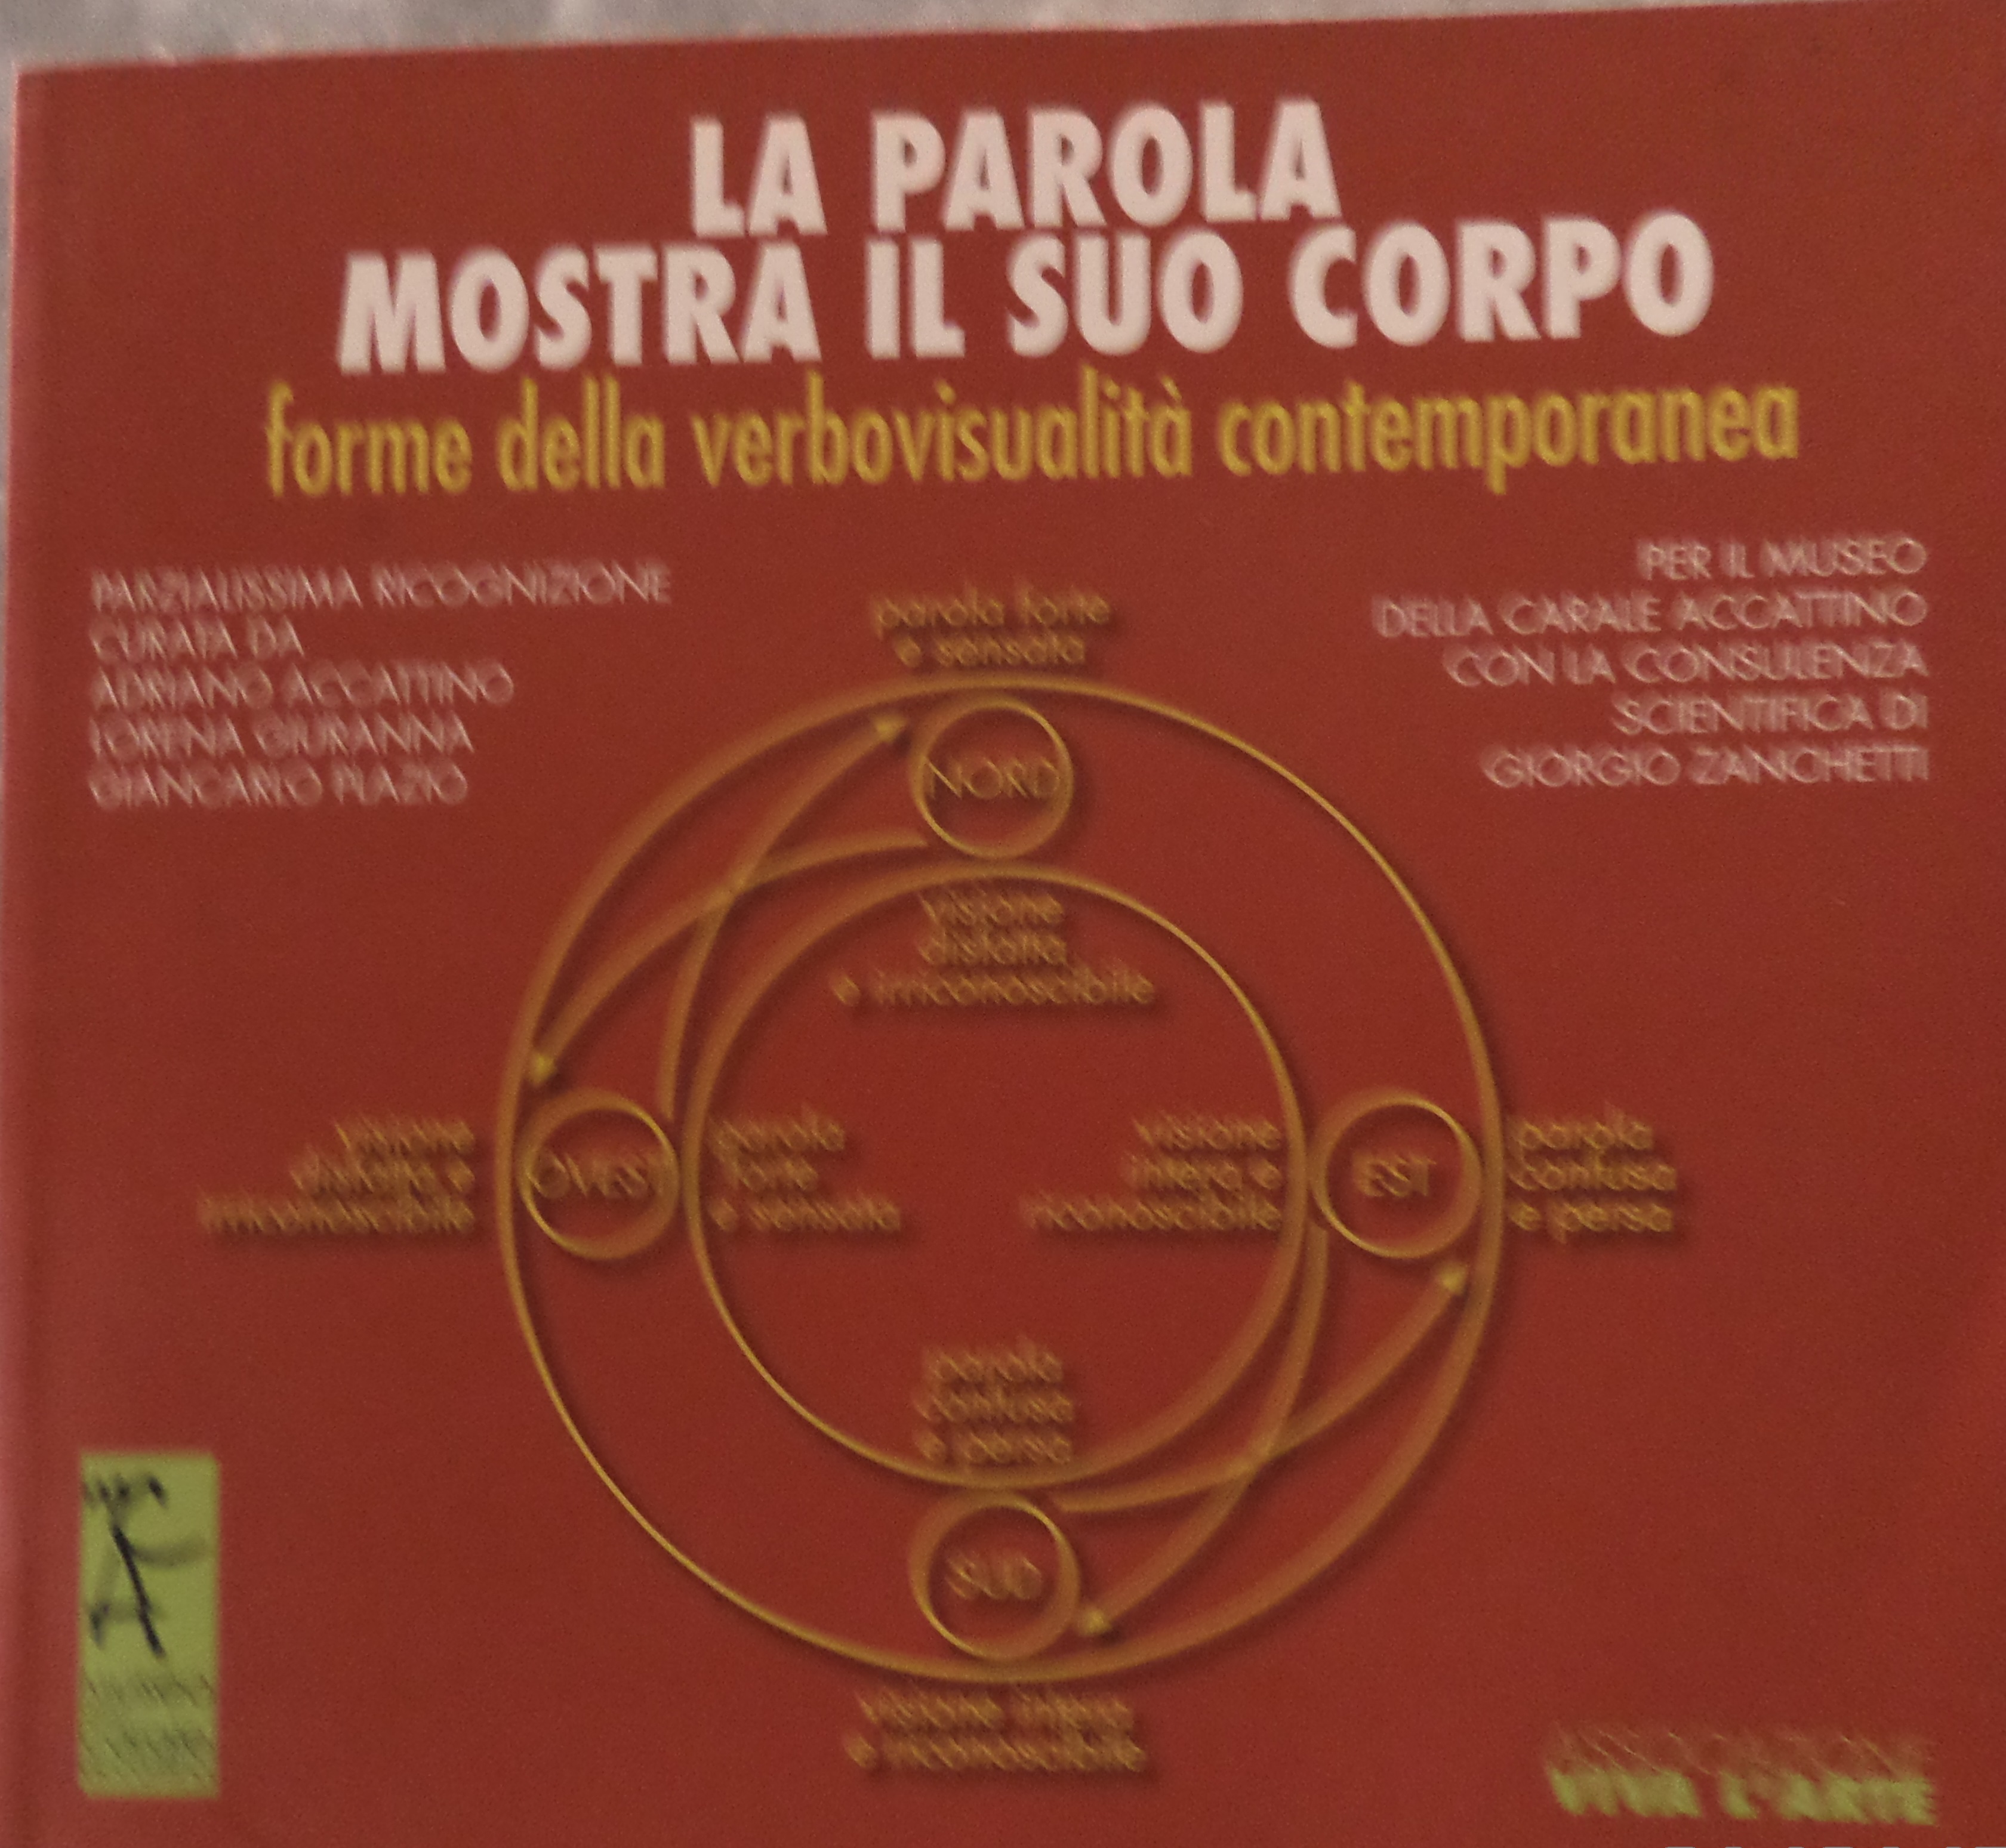 LA PAROLA
MOSTRA IL SUO CORPO
forme della verbovisualità contemporanea
PARZIALISSIMA RICOGNIZIONE
CURATA DA
ADRIANO ACCATTINO
LORENA GIURANNA
GIANCARLO PLAZIO
PER IL MUSEO
DELLA CARALE ACCATTINO
CON LA CONSULENZA
SCIENTIFICA DI
GIORGIO ZANCHETTI
parola forte
e sensata
NORD
visione
disfatta
e irriconoscibile
visione
disfatta e
irriconoscibile
OVEST
parola
forte
e sensata
visione
intera e
riconoscibile
EST
parola
confusa
e persa
parola
confusa
e persa
SUD
visione intera
e riconoscibile
ASSOCIAZIONE
VIVA L'ARTE